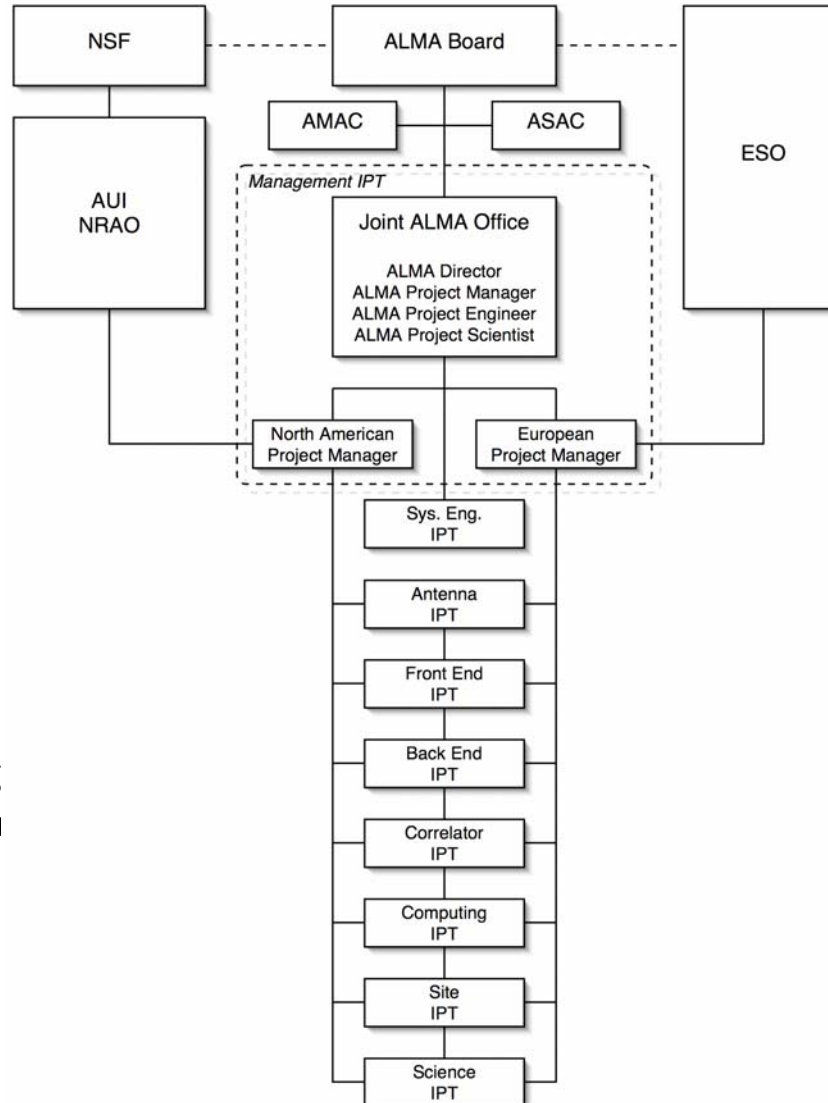 NSF
ALMA Board
ESO
AMAC
ASAC
AUI
NRAO
Management IPT
Joint ALMA Office
ALMA Director
ALMA Project Manager
ALMA Project Engineer
ALMA Project Scientist
North American
Project Manager
European
Project Manager
Sys. Eng.
IPT
Antenna
IPT
Front End
IPT
Back End
IPT
Correlator
IPT
Computing
IPT
Site
IPT
Science
IPT